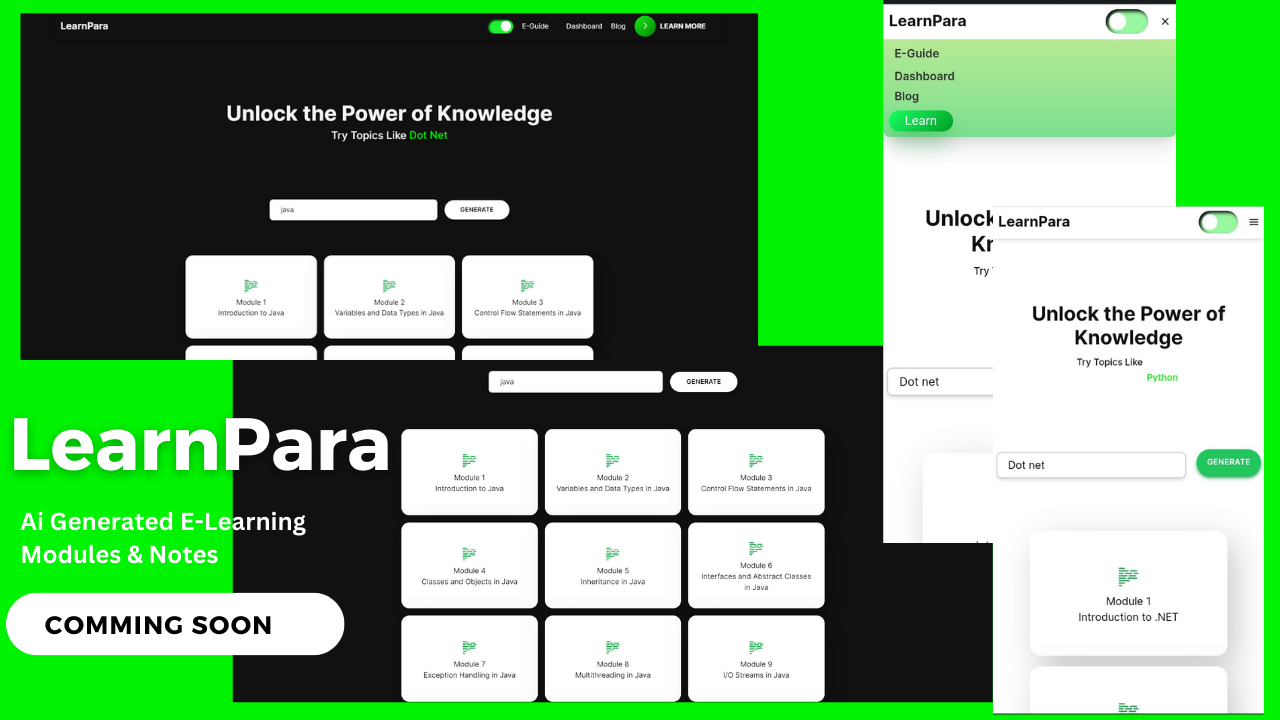 LearnPara
E-Guide
Dashboard
Blog
LEARN MORE
Unlock the Power of Knowledge
Try Topics Like Dot Net
java
GENERATE
Module 1
Introduction to Java
Module 2
Variables and Data Types in Java
Module 3
Control Flow Statements in Java
LearnPara
Ai Generated E-Learning
Modules & Notes
COMMING SOON
java
GENERATE
Module 1
Introduction to Java
Module 2
Variables and Data Types in Java
Module 3
Control Flow Statements in Java
Module 4
Classes and Objects in Java
Module 5
Inheritance in Java
Module 6
Interfaces and Abstract Classes
in Java
Module 7
Exception Handling in Java
Module 8
Multithreading in Java
Module 9
I/O Streams in Java
LearnPara
E-Guide
Dashboard
Blog
Learn
Unlock
Kr
Try
Dot net
LearnPara
Unlock the Power of
Knowledge
Try Topics Like
Python
Dot net
GENERATE
Module 1
Introduction to .NET